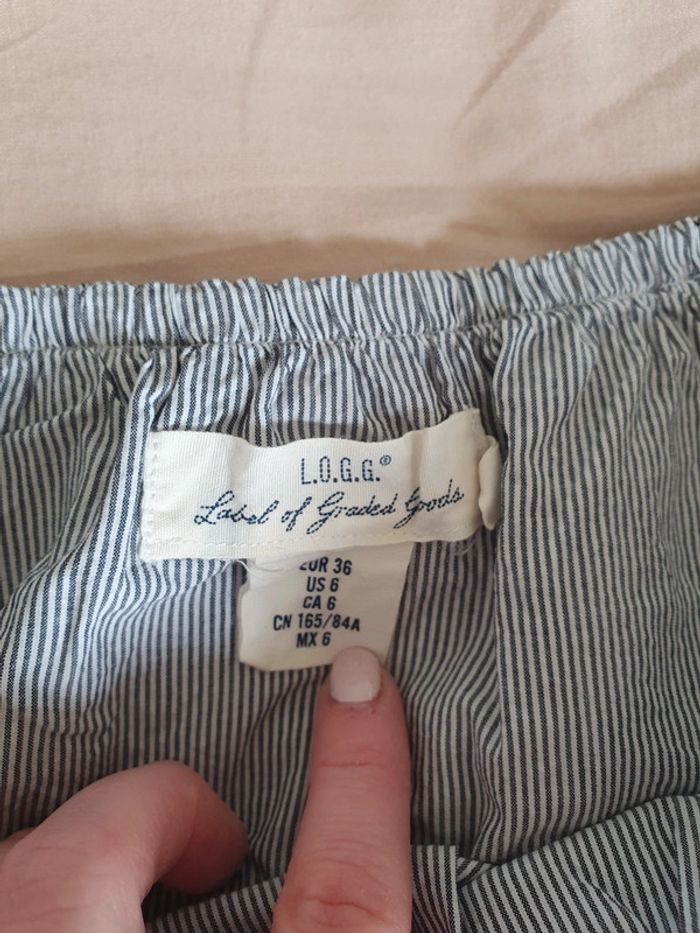 L.O.G.G.®
Label of Graded Goods
EUR 36
US 6
CA 6
CN 165/84A
MX 6